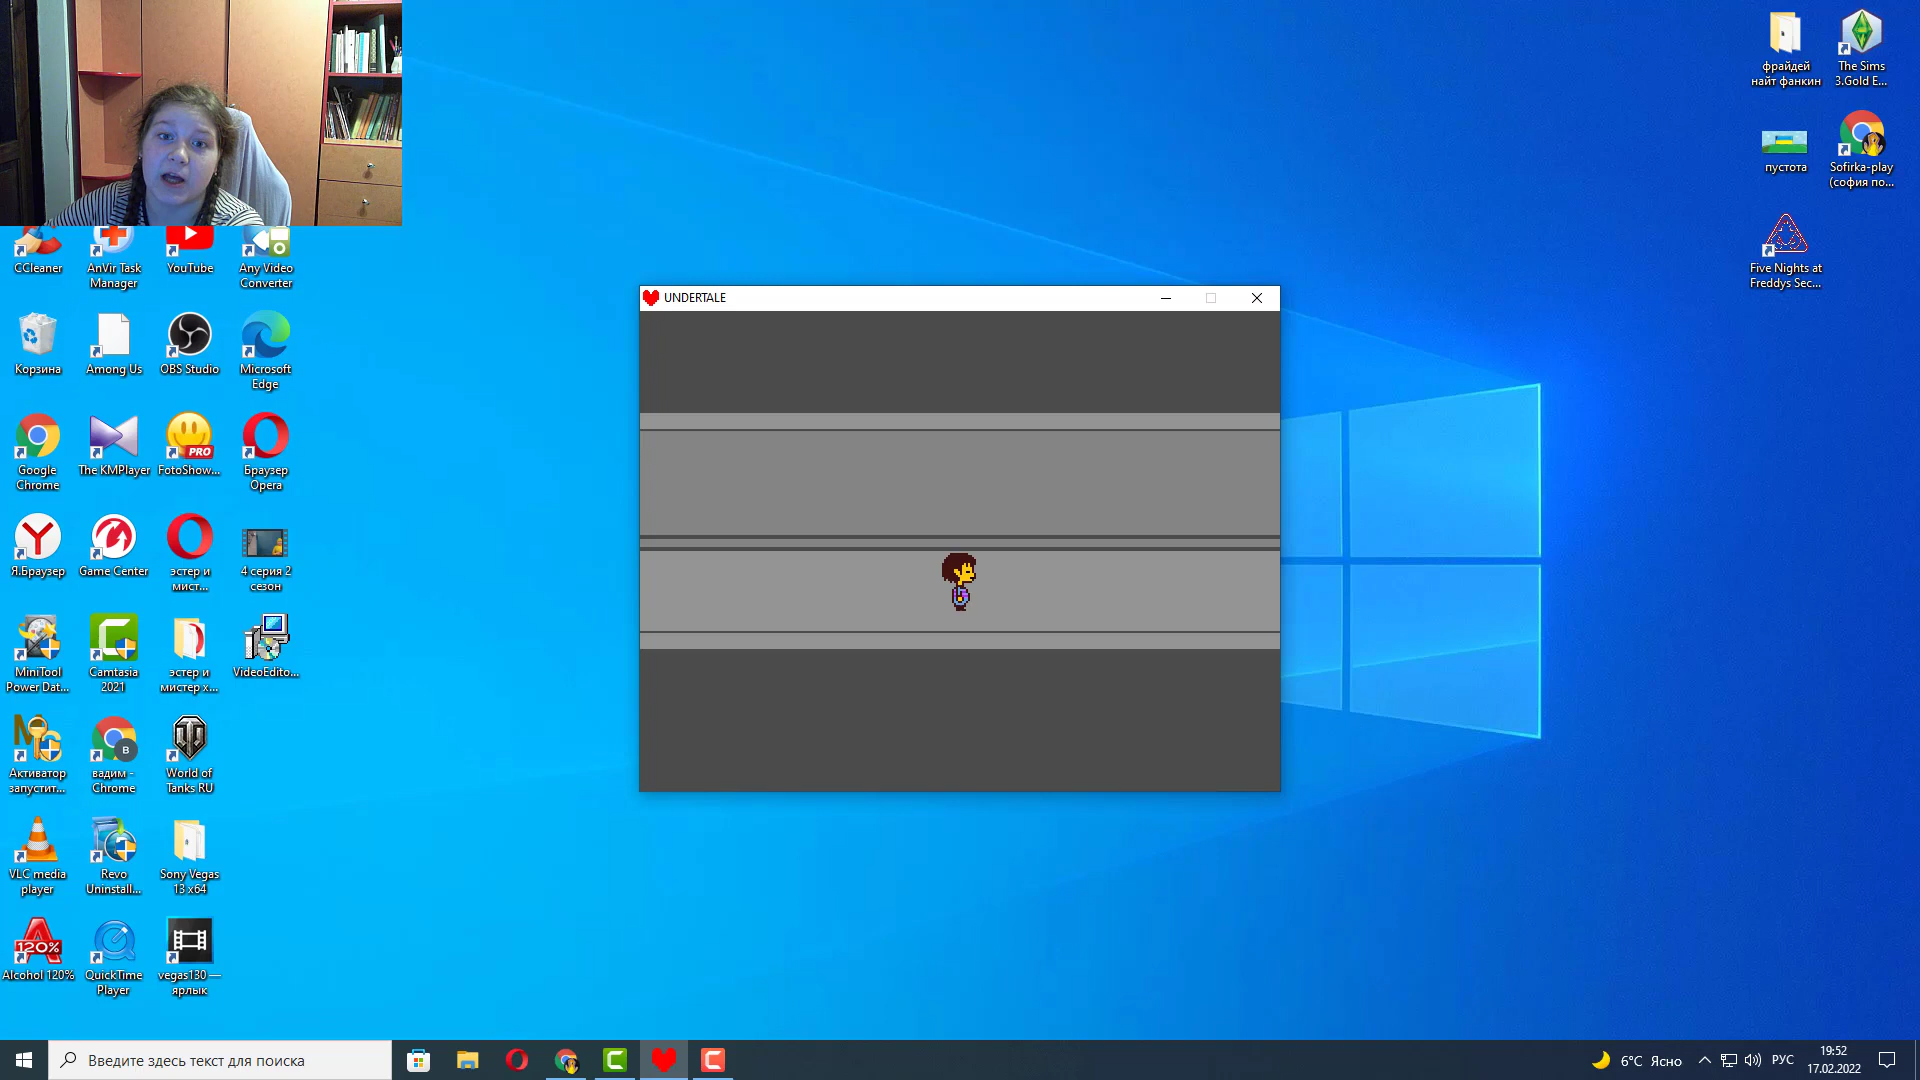 CCleaner
AnVir Task
Manager
YouTube
Any Video
Converter
Корзина
Among Us
OBS Studio
Microsoft
Edge
Google
Chrome
The KMPlayer
PRO
FotoShow...
Браузер
Opera
Я.Браузер
Game Center
эстер и
мист...
4 серия 2
сезон
MiniTool
Power Dat...
Camtasia
2021
эстер и
мистер х...
VideoEdito...
Активатор
запустит...
B
вадим -
Chrome
World of
Tanks RU
VLC media
player
Revo
Uninstall...
Sony Vegas
13 x64
120%
Alcohol 120%
QuickTime
Player
vegas130 —
ярлык
UNDERTALE
фрайдей
найт фанкин
The Sims
3.Gold E...
пустота
Sofirka-play
(софия по...
Five Nights at
Freddys Sec...
Введите здесь текст для поиска
6°C Ясно
РУС
19:52
17.02.2022